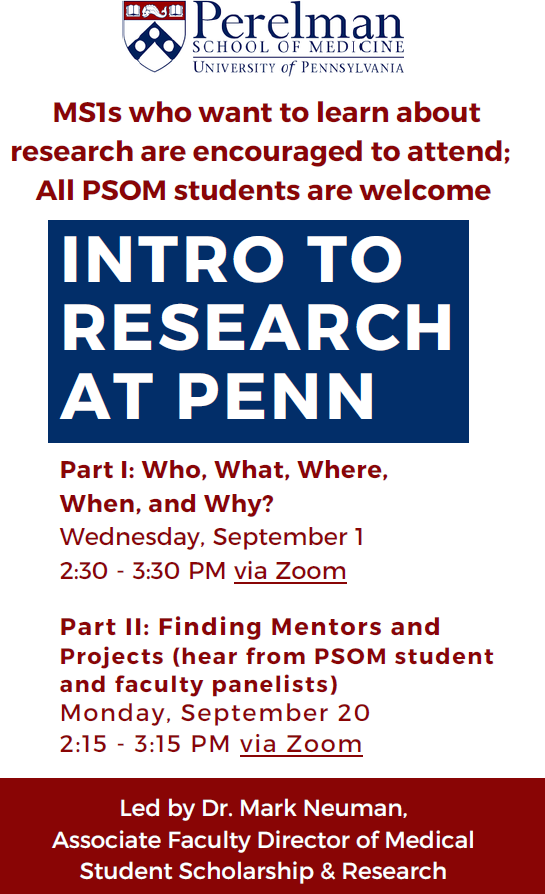 Perelman
SCHOOL OF MEDICINE
UNIVERSITY of PENNSYLVANIA
MS1s who want to learn about
research are encouraged to attend;
All PSOM students are welcome
INTRO TO
RESEARCH
AT PENN
Part I: Who, What, Where,
When, and Why?
Wednesday, September 1
2:30 - 3:30 PM via Zoom
Part II: Finding Mentors and
Projects (hear from PSOM student
and faculty panelists)
Monday, September 20
2:15 - 3:15 PM via Zoom
Led by Dr. Mark Neuman,
Associate Faculty Director of Medical
Student Scholarship & Research